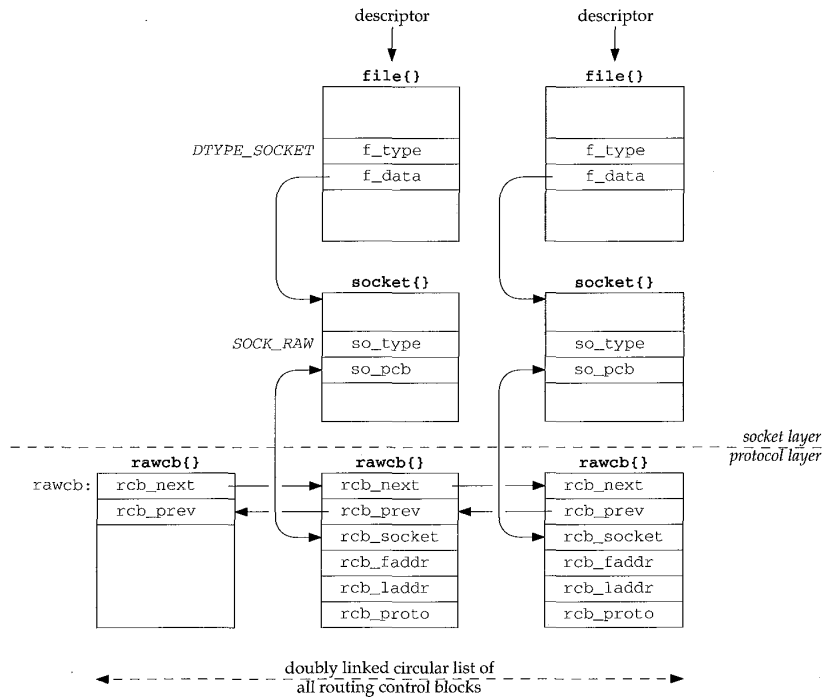 descriptor descriptor
file{} file{}
DTYPE_SOCKET f_type f_type
f_data f_data
socket{} socket{}
SOCK_RAW so_type so_type
so_pcb so_pcb
socket layer
protocol layer
rawcb{} rawcb{} rawcb{}
rawcb: rcb_next rcb_next rcb_next
rcb_prev rcb_prev rcb_prev
rcb_socket rcb_socket
rcb_faddr rcb_faddr
rcb_laddr rcb_laddr
rcb_proto rcb_proto
doubly linked circular list of
all routing control blocks